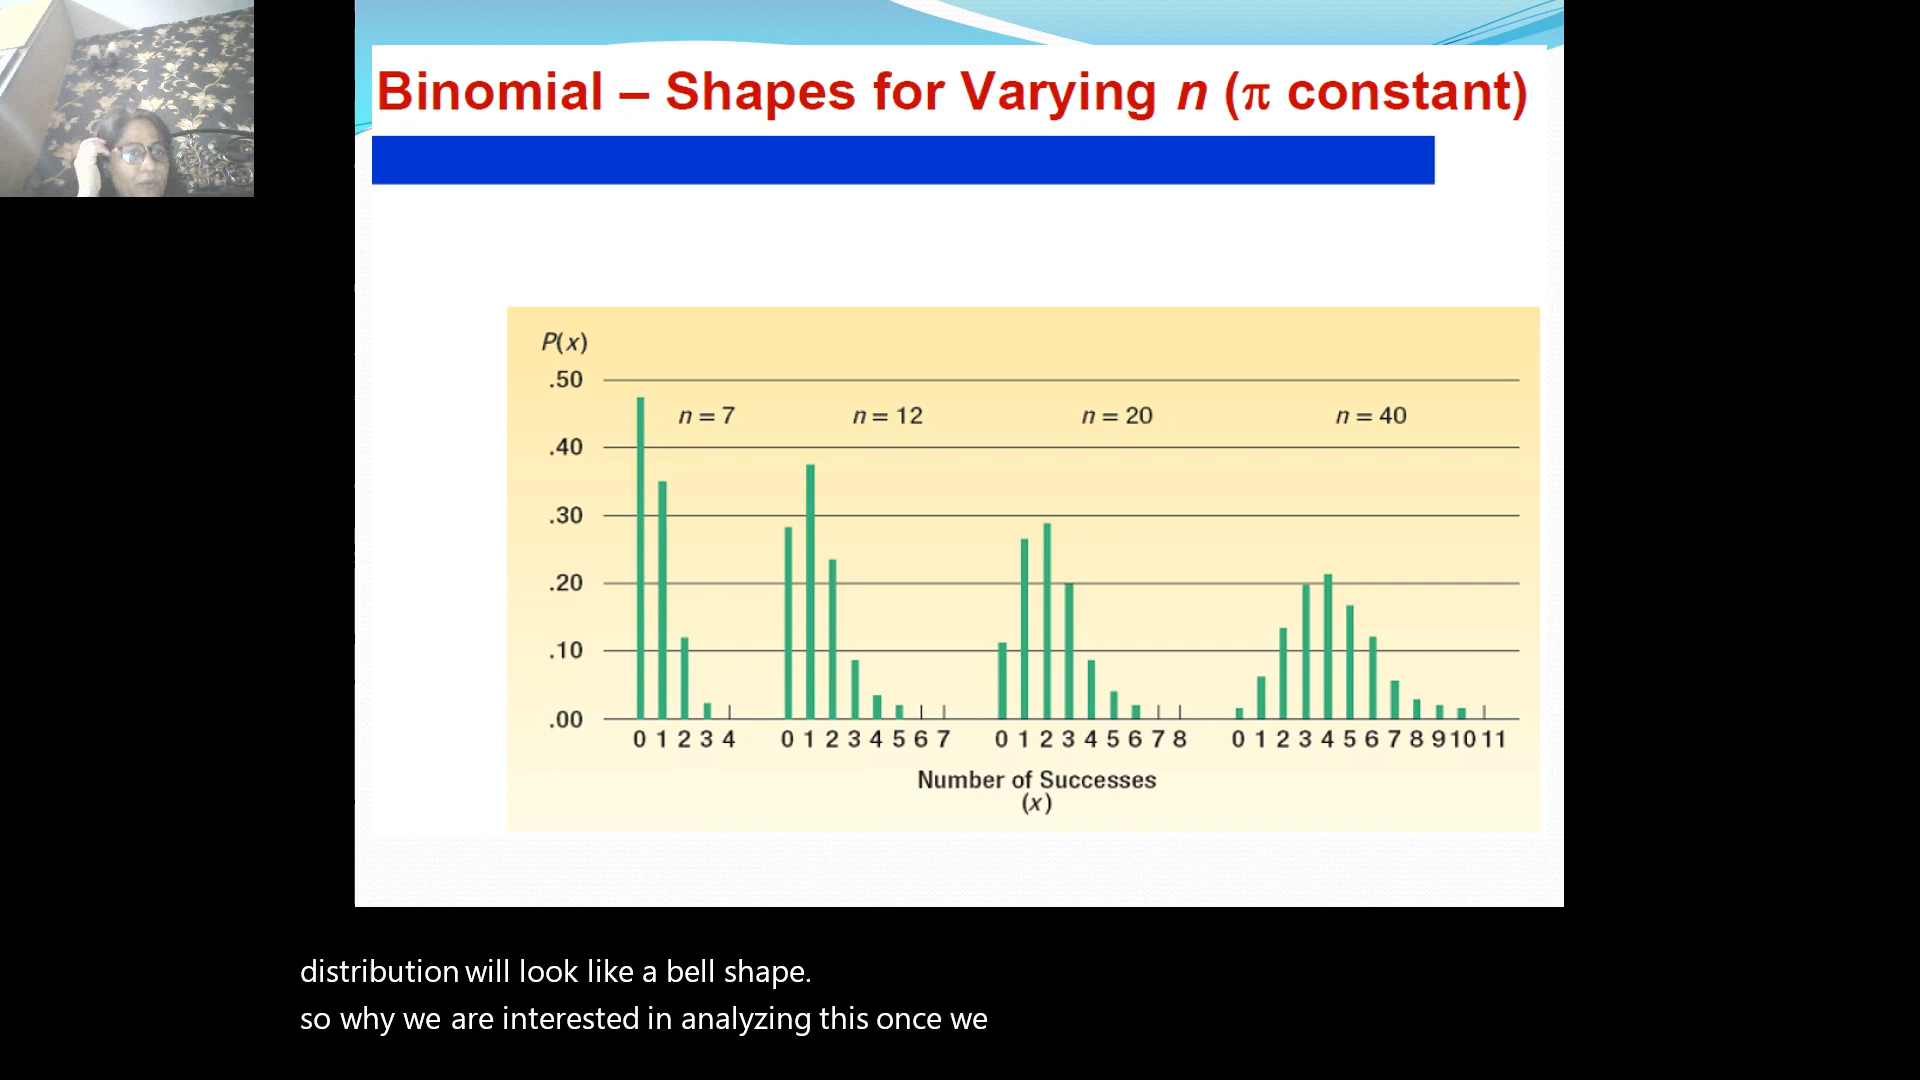 Binomial – Shapes for Varying n (π constant)
P(x)
.50
n = 7 n = 12 n = 20 n = 40
.40
.30
.20
.10
.00
0 1 2 3 4 0 1 2 3 4 5 6 7 0 1 2 3 4 5 6 7 8 0 1 2 3 4 5 6 7 8 9 10 11
Number of Successes
(x)
distribution will look like a bell shape.
so why we are interested in analyzing this once we